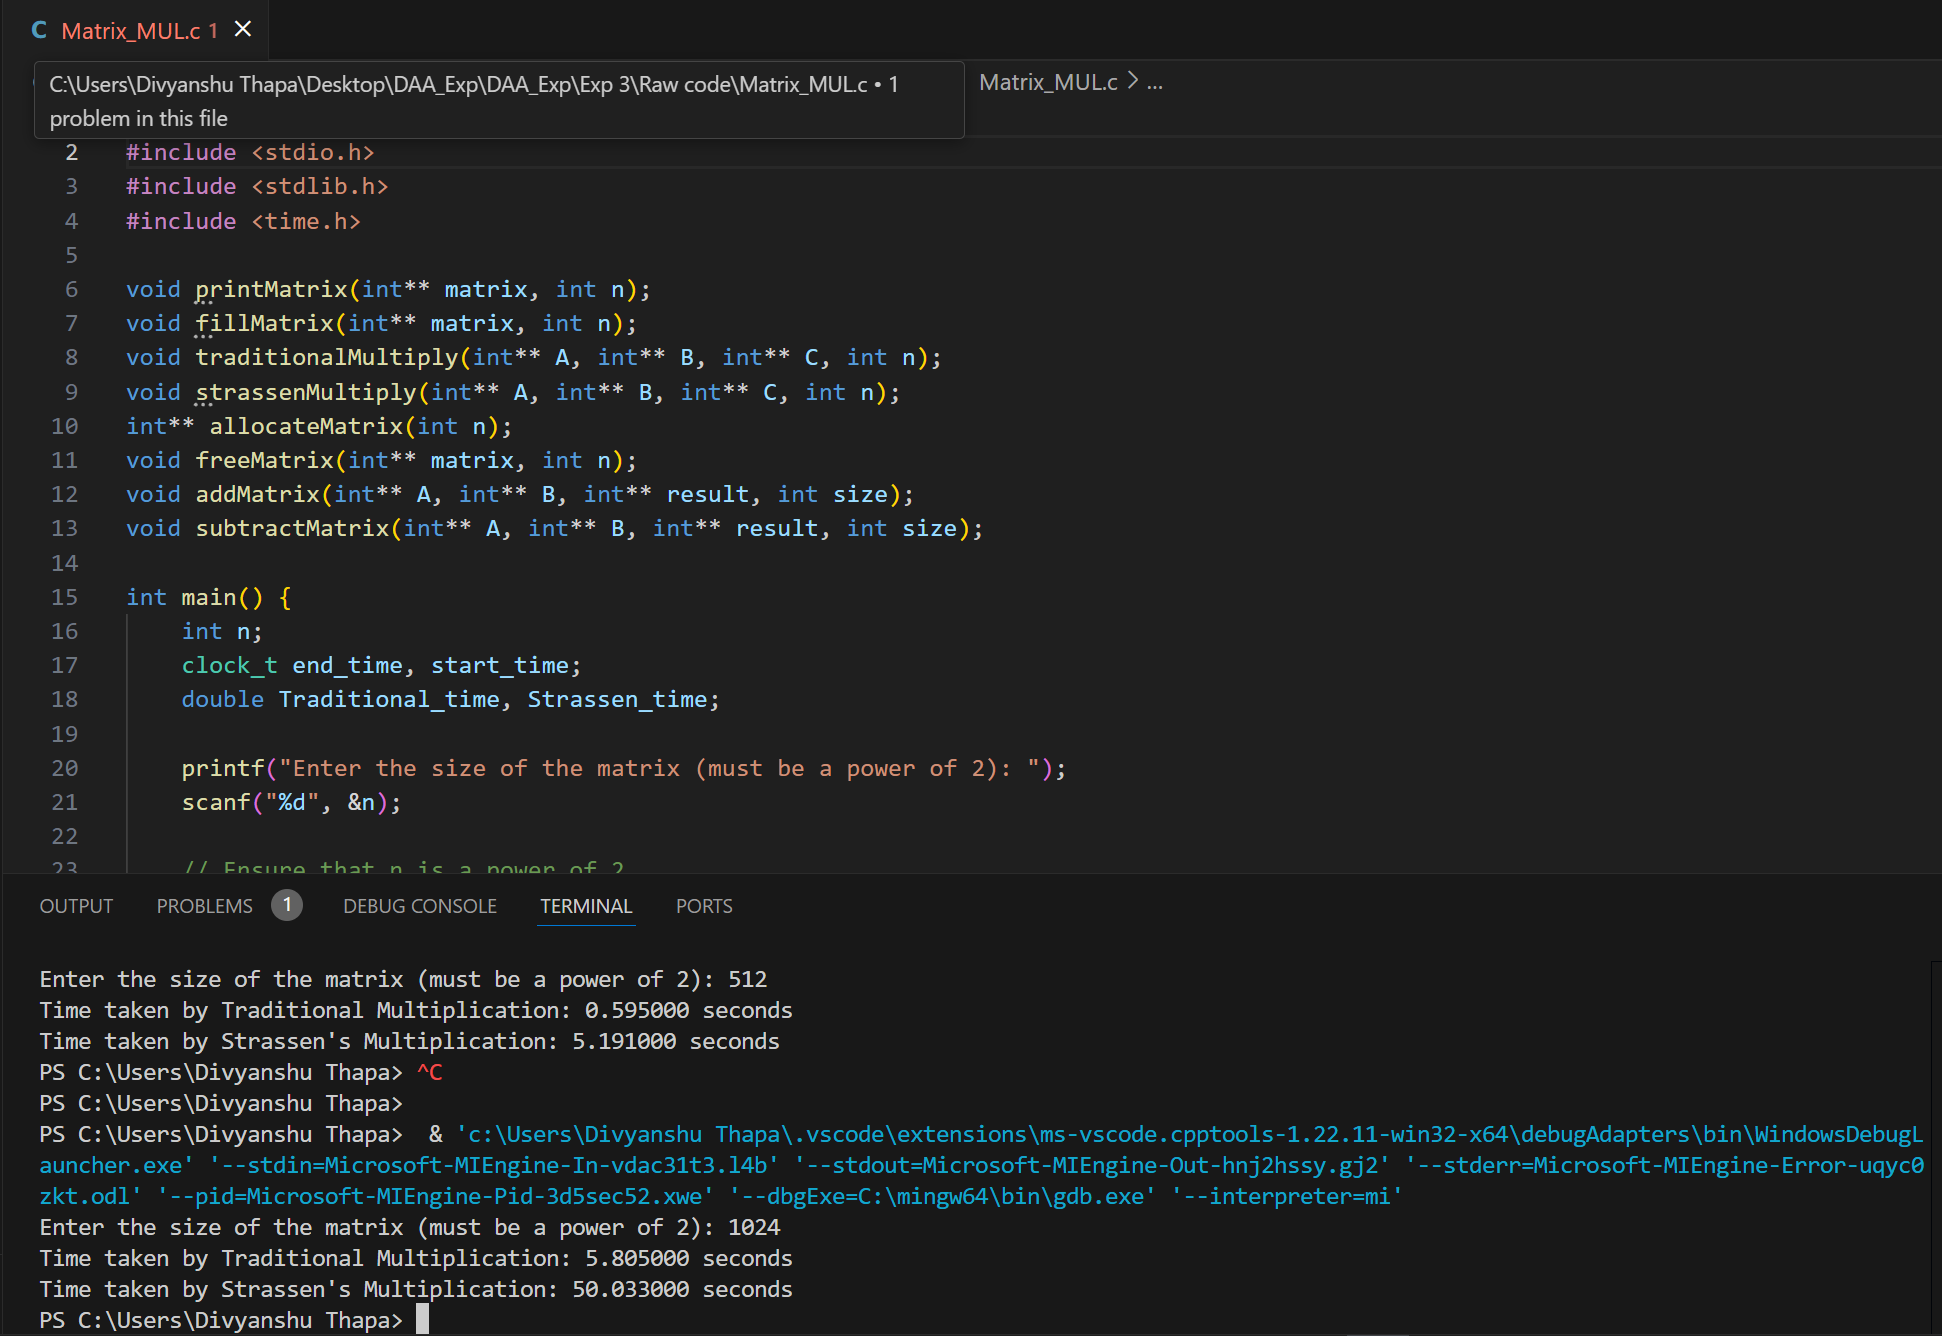 C Matrix_MUL.c 1 ×
C:\Users\Divyanshu Thapa\Desktop\DAA_Exp\DAA_Exp\Exp 3\Raw code\Matrix_MUL.c • 1
problem in this file
Matrix_MUL.c > ...
2 #include <stdio.h>
3 #include <stdlib.h>
4 #include <time.h>
5
6 void printMatrix(int** matrix, int n);
7 void fillMatrix(int** matrix, int n);
8 void traditionalMultiply(int** A, int** B, int** C, int n);
9 void strassenMultiply(int** A, int** B, int** C, int n);
10 int** allocateMatrix(int n);
11 void freeMatrix(int** matrix, int n);
12 void addMatrix(int** A, int** B, int** result, int size);
13 void subtractMatrix(int** A, int** B, int** result, int size);
14
15 int main() {
16 int n;
17 clock_t end_time, start_time;
18 double Traditional_time, Strassen_time;
19
20 printf("Enter the size of the matrix (must be a power of 2): ");
21 scanf("%d", &n);
22
23 // Ensure that n is a power of 2
OUTPUT PROBLEMS 1 DEBUG CONSOLE TERMINAL PORTS
Enter the size of the matrix (must be a power of 2): 512
Time taken by Traditional Multiplication: 0.595000 seconds
Time taken by Strassen's Multiplication: 5.191000 seconds
PS C:\Users\Divyanshu Thapa> ^C
PS C:\Users\Divyanshu Thapa>
PS C:\Users\Divyanshu Thapa>  & 'c:\Users\Divyanshu Thapa\.vscode\extensions\ms-vscode.cpptools-1.22.11-win32-x64\debugAdapters\bin\WindowsDebugL
auncher.exe' '--stdin=Microsoft-MIEngine-In-vdac31t3.l4b' '--stdout=Microsoft-MIEngine-Out-hnj2hssy.gj2' '--stderr=Microsoft-MIEngine-Error-uqyc0
zkt.odl' '--pid=Microsoft-MIEngine-Pid-3d5sec52.xwe' '--dbgExe=C:\mingw64\bin\gdb.exe' '--interpreter=mi'
Enter the size of the matrix (must be a power of 2): 1024
Time taken by Traditional Multiplication: 5.805000 seconds
Time taken by Strassen's Multiplication: 50.033000 seconds
PS C:\Users\Divyanshu Thapa>